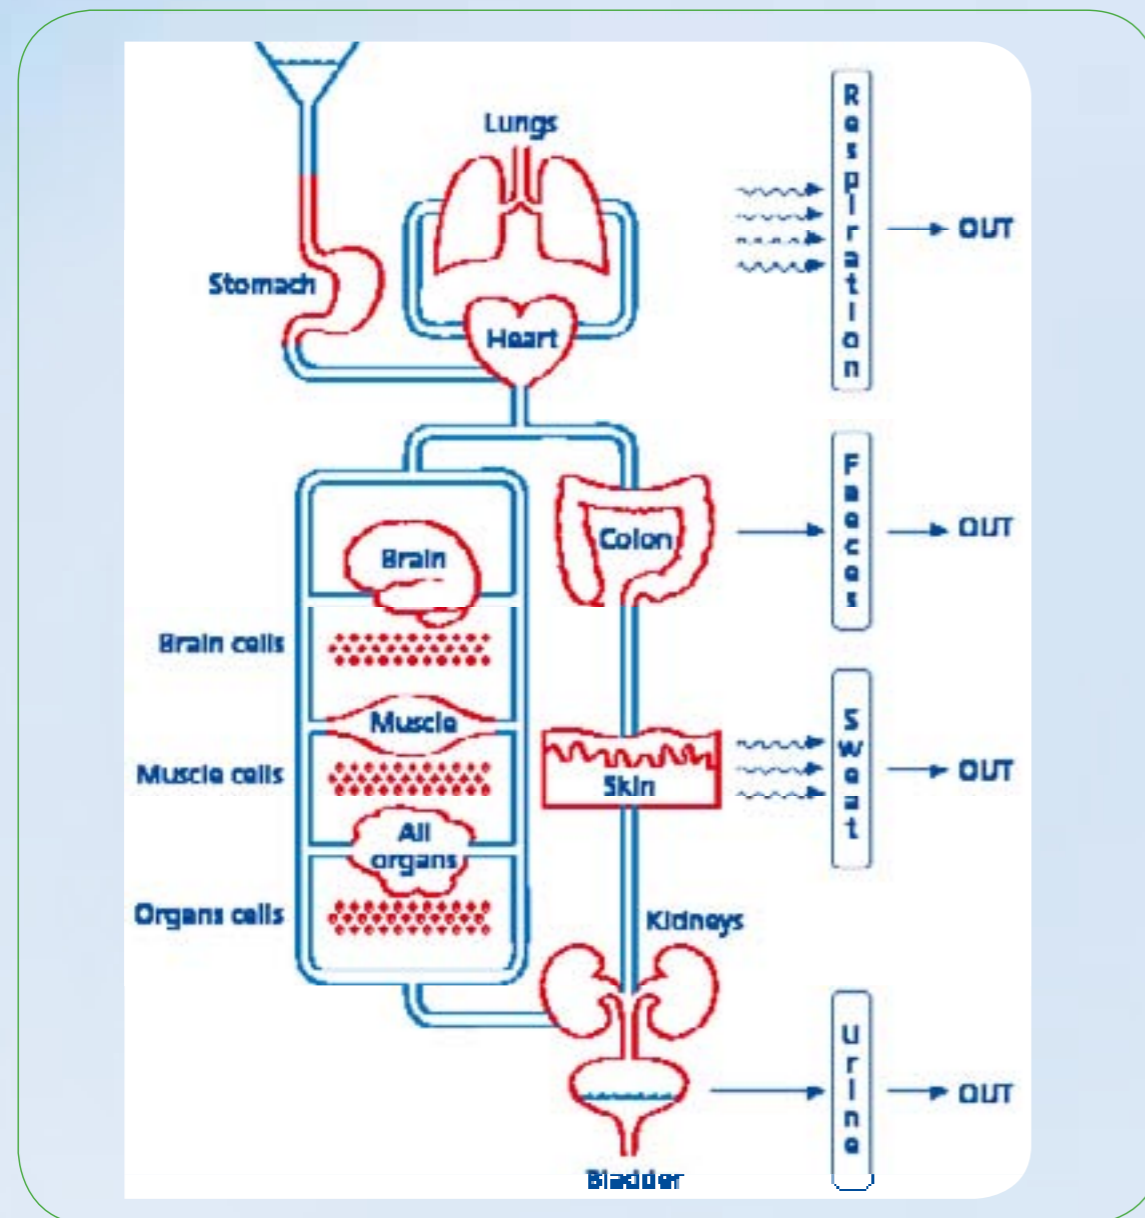 Lungs
Respiration
OUT
Stomach
Heart
Faeces
OUT
Colon
Brain
Brain cells
Muscle
Sweat
OUT
Muscle cells
Skin
All
organs
Organs cells
Kidneys
Urine
OUT
Bladder